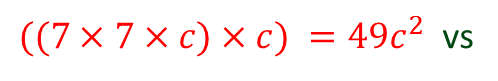 ((7 × 7 × c) × c) = 49c² vs